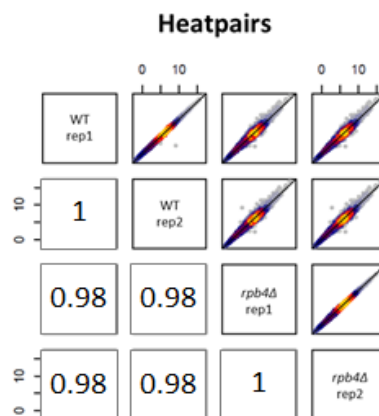 Heatpairs
0 10 0 10
WT
rep1
10
0
1
WT
rep2
0.98 0.98 rpb4Δ
rep1
10
0
0.98 0.98 1 rpb4Δ
rep2